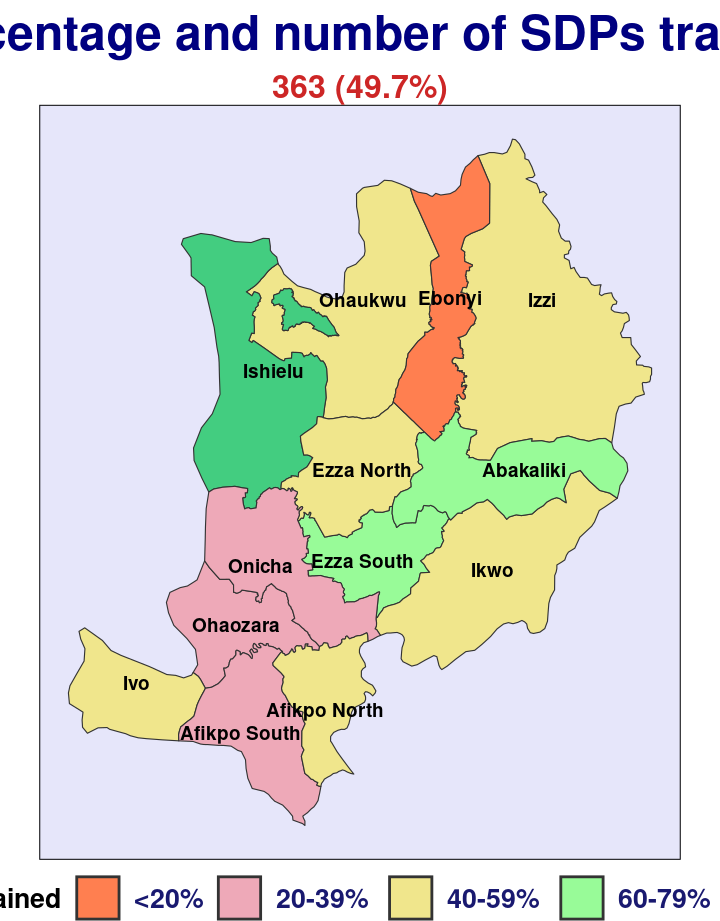 centage and number of SDPs tra
363 (49.7%)
Ohaukwu
Ebonyi
Izzi
Ishielu
Ezza North
Abakaliki
Ezza South
Onicha
Ikwo
Ohaozara
Ivo
Afikpo North
Afikpo South
ained <20% 20-39% 40-59% 60-79%